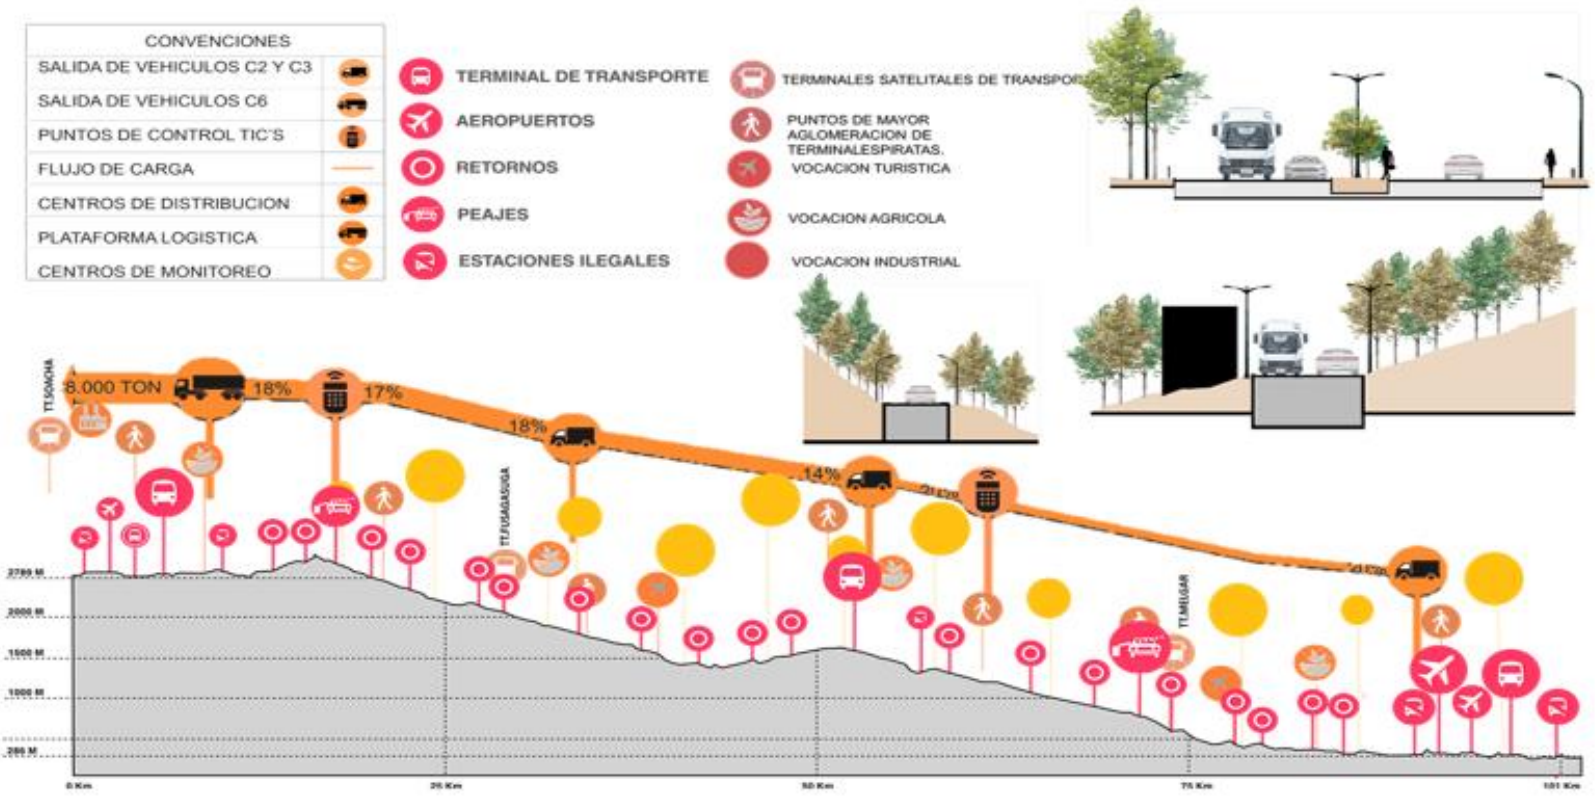 CONVENCIONES
SALIDA DE VEHICULOS C2 Y C3
SALIDA DE VEHICULOS C6
PUNTOS DE CONTROL TIC´S
FLUJO DE CARGA
CENTROS DE DISTRIBUCION
PLATAFORMA LOGISTICA
CENTROS DE MONITOREO
TERMINAL DE TRANSPORTE
AEROPUERTOS
RETORNOS
PEAJES
ESTACIONES ILEGALES
TERMINALES SATELITALES DE TRANSPOR
PUNTOS DE MAYOR
AGLOMERACION DE
TERMINALESPIRATAS.
VOCACION TURISTICA
VOCACION AGRICOLA
VOCACION INDUSTRIAL
TT.SOACHA
8.000 TON
18%
17%
18%
14%
TT.FUSAGASUGA
TT.MELGAR
2789 M
2000 M
1500 M
1000 M
286 M
0 Km
25 Km
50 Km
75 Km
101 Km